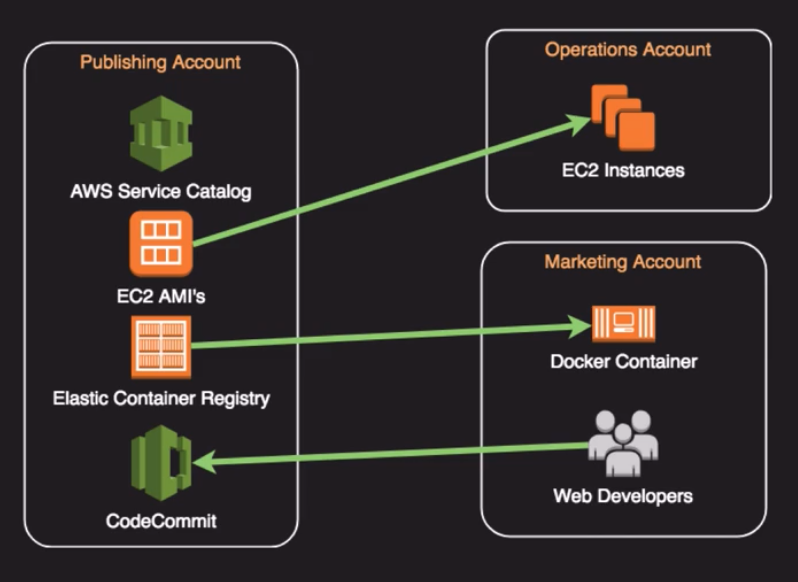 Publishing Account
AWS Service Catalog
EC2 AMI's
Elastic Container Registry
CodeCommit
Operations Account
EC2 Instances
Marketing Account
Docker Container
Web Developers